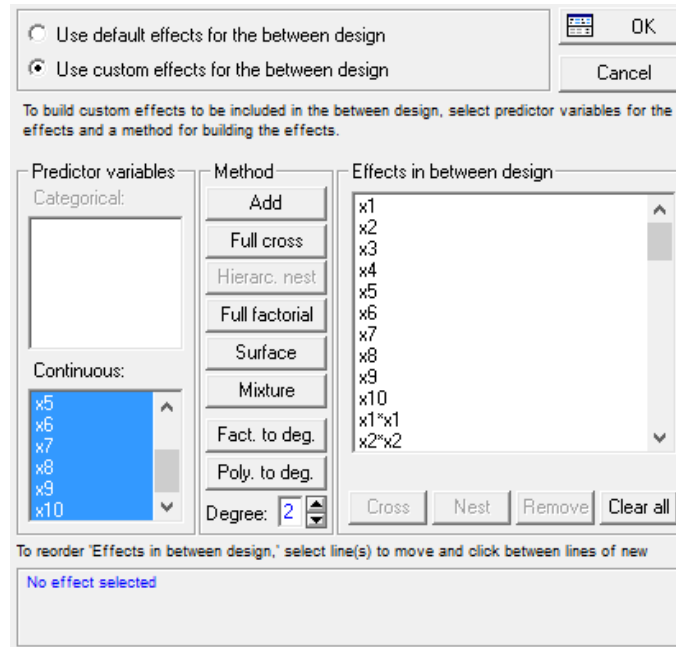 Use default effects for the between design
Use custom effects for the between design
OK
Cancel
To build custom effects to be included in the between design, select predictor variables for the
effects and a method for building the effects.
Predictor variables
Categorical:
Continuous:
x5
x6
x7
x8
x9
x10
Method
Add
Full cross
Hierarc. nest
Full factorial
Surface
Mixture
Fact. to deg.
Poly. to deg.
Degree: 2
Effects in between design
x1
x2
x3
x4
x5
x6
x7
x8
x9
x10
x1*x1
x2*x2
Cross Nest Remove Clear all
To reorder "Effects in between design," select line(s) to move and click between lines of new
No effect selected